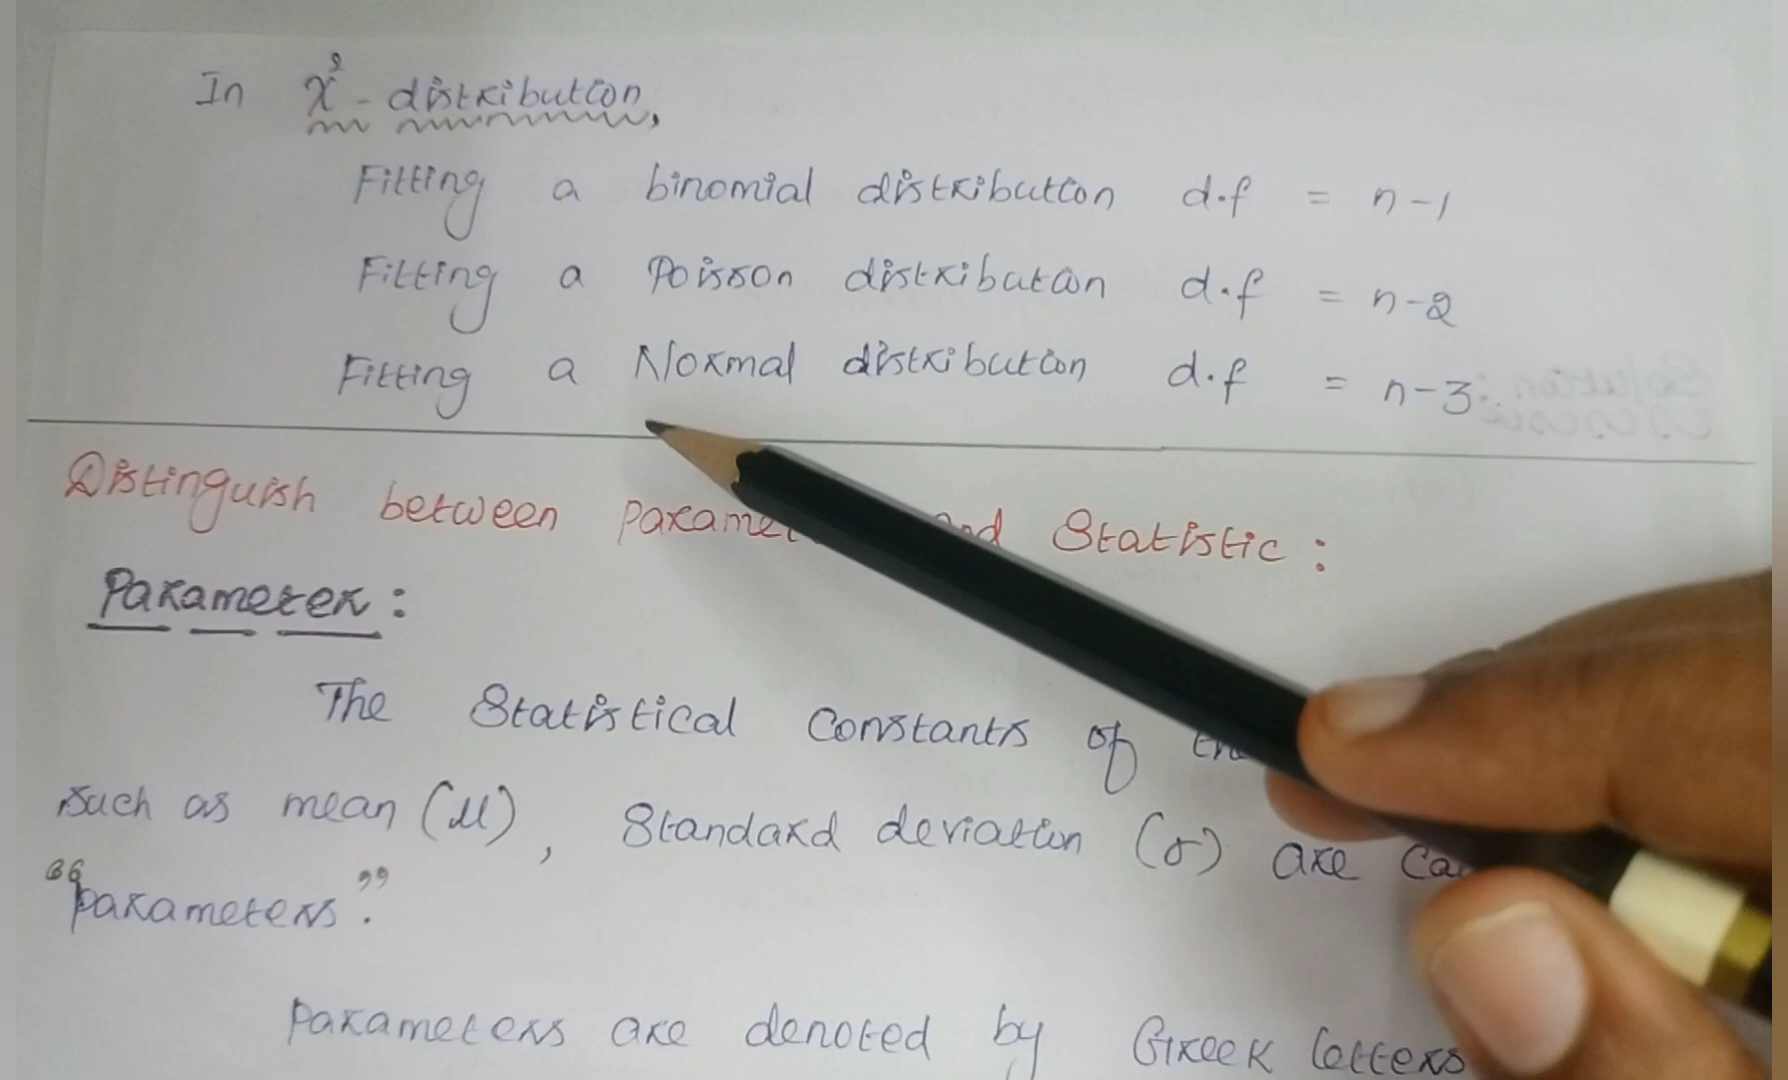 In χ² - distribution,
Fitting a binomial distribution d.f = n-1
Fitting a Poisson distribution d.f = n-2
Fitting a Normal distribution d.f = n-3
Distinguish between and Statistic :
Parameter :
The Statistical Constants of
such as mean (μ), Standard deviation (σ) are
"parameters".
Parameters are denoted by Greek letters